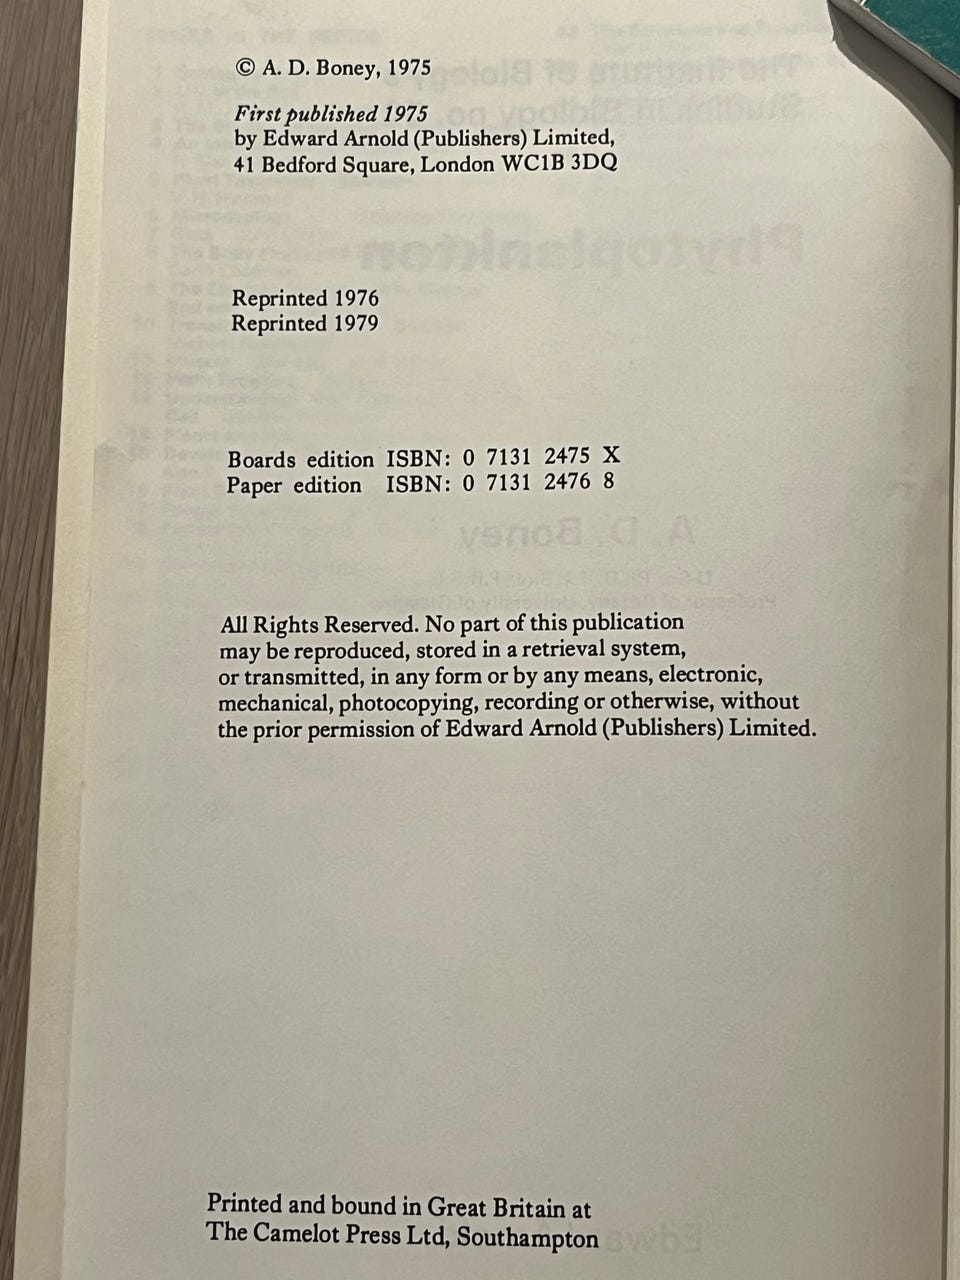 © A. D. Boney, 1975
First published 1975
by Edward Arnold (Publishers) Limited,
41 Bedford Square, London WC1B 3DQ
Reprinted 1976
Reprinted 1979
Boards edition ISBN: 0 7131 2475 X
Paper edition ISBN: 0 7131 2476 8
All Rights Reserved. No part of this publication
may be reproduced, stored in a retrieval system,
or transmitted, in any form or by any means, electronic,
mechanical, photocopying, recording or otherwise, without
the prior permission of Edward Arnold (Publishers) Limited.
Printed and bound in Great Britain at
The Camelot Press Ltd, Southampton